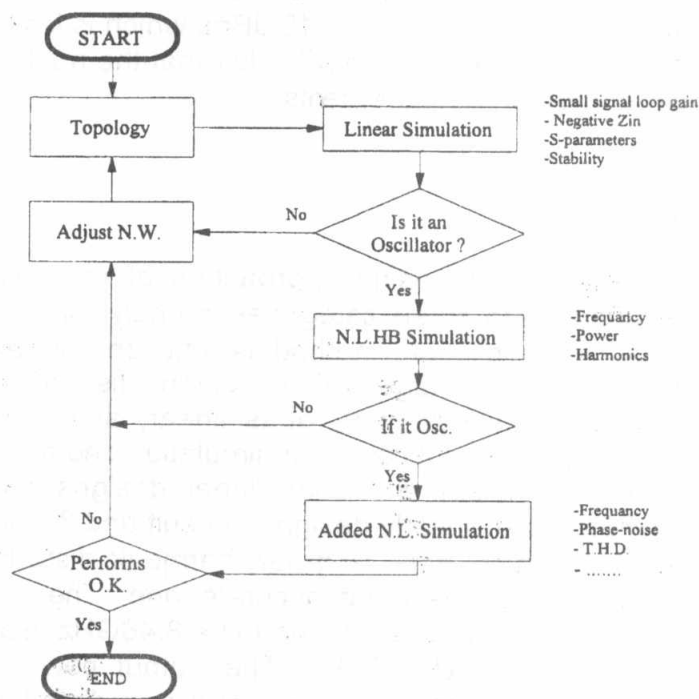 START
Topology
Linear Simulation
-Small signal loop gain
- Negative Zin
-S-parameters
-Stability
Adjust N.W.
No
Is it an
Oscillator ?
Yes
N.L.HB Simulation
-Frequancy
-Power
-Harmonics
No
If it Osc.
Yes
Added N.L. Simulation
-Frequancy
-Phase-noise
- T.H.D.
- .......
No
Performs
O.K.
Yes
END